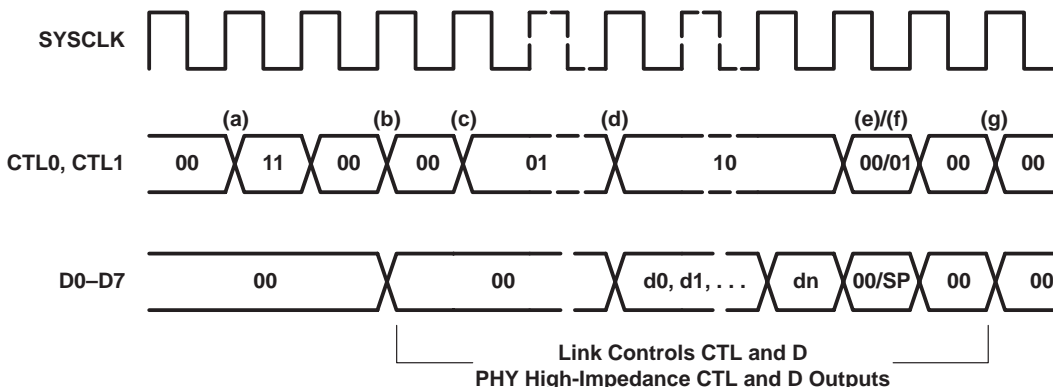 SYSCLK
(a) (b) (c) (d) (e)/(f) (g)
CTL0, CTL1 00 11 00 00 01 10 00/01 00 00
D0–D7 00 00 d0, d1, . . . dn 00/SP 00 00
Link Controls CTL and D
PHY High-Impedance CTL and D Outputs